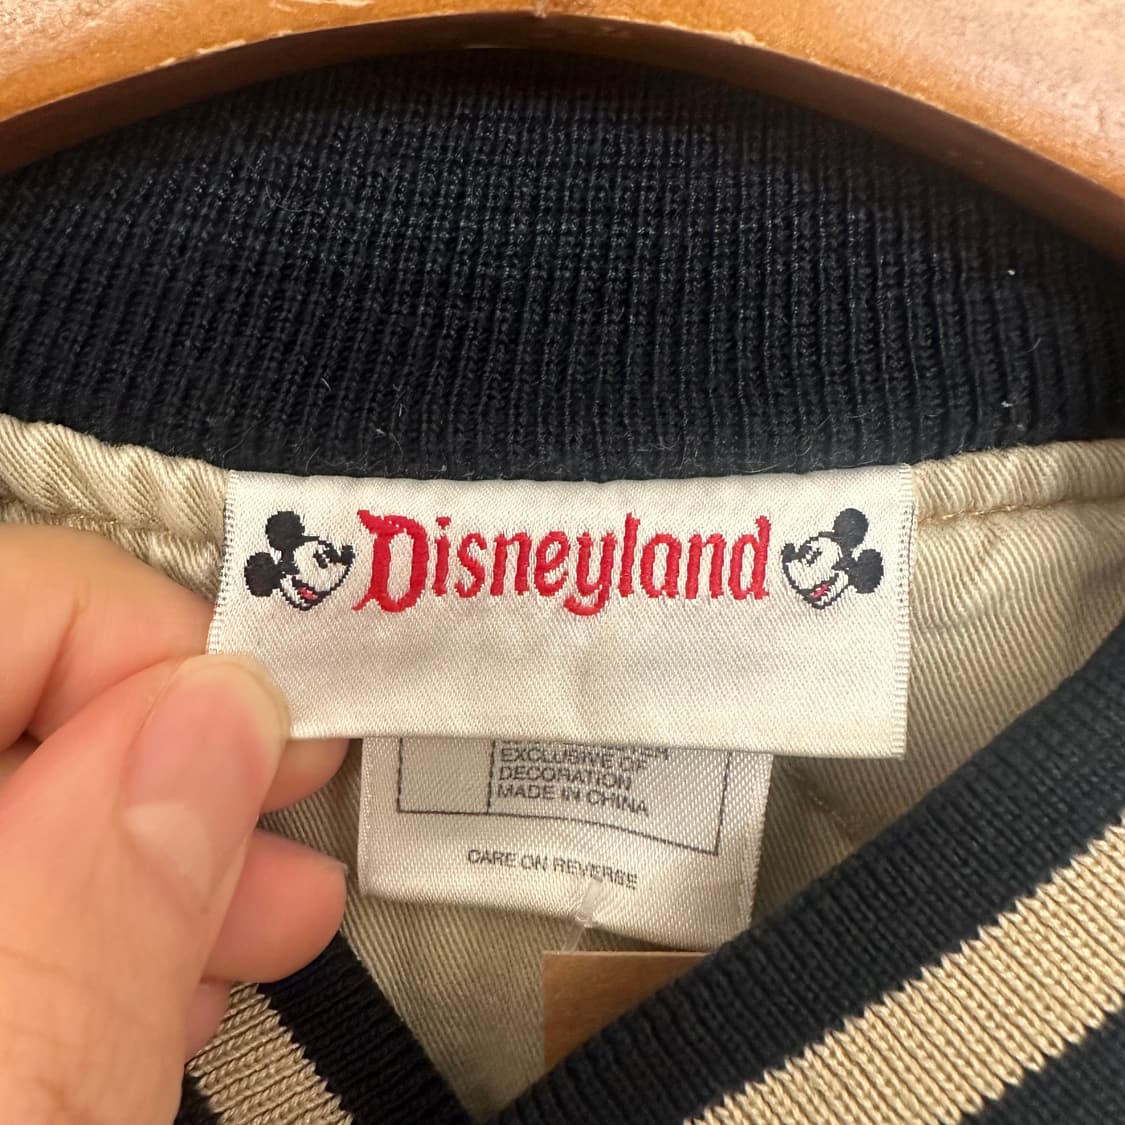 Disneyland
EXCLUSIVE OF
DECORATION
MADE IN CHINA
CARE ON REVERSE